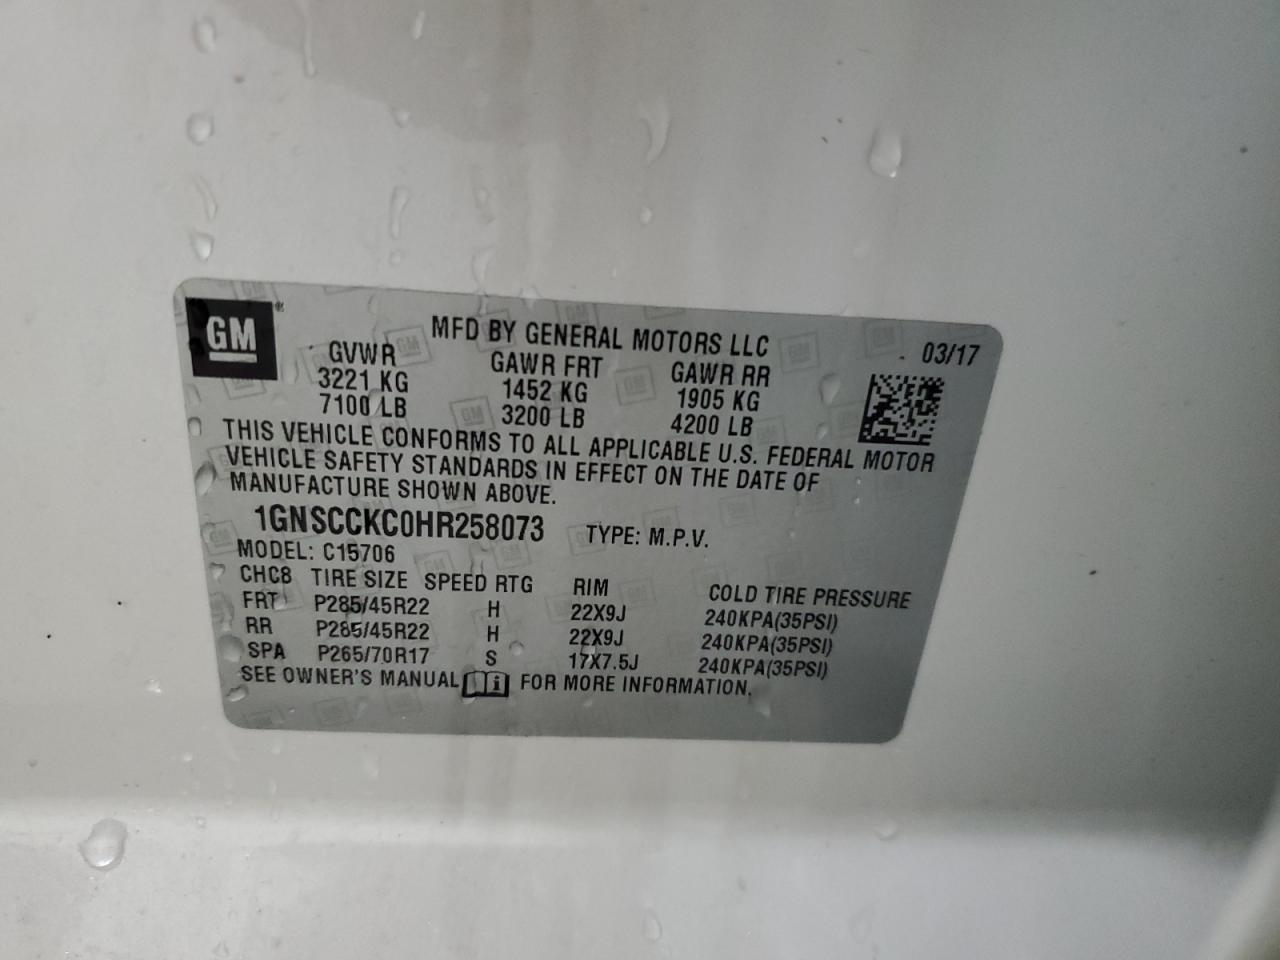 GM®
MFD BY GENERAL MOTORS LLC
03/17
GVWR GAWR FRT GAWR RR
3221 KG 1452 KG 1905 KG
7100 LB 3200 LB 4200 LB
THIS VEHICLE CONFORMS TO ALL APPLICABLE U.S. FEDERAL MOTOR
VEHICLE SAFETY STANDARDS IN EFFECT ON THE DATE OF
MANUFACTURE SHOWN ABOVE.
1GNSCCKC0HR258073 TYPE: M.P.V.
MODEL: C15706
CHC8 TIRE SIZE SPEED RTG RIM COLD TIRE PRESSURE
FRT P285/45R22 H 22X9J 240KPA(35PSI)
RR P285/45R22 H 22X9J 240KPA(35PSI)
SPA P265/70R17 S 17X7.5J 240KPA(35PSI)
SEE OWNER'S MANUAL i FOR MORE INFORMATION.